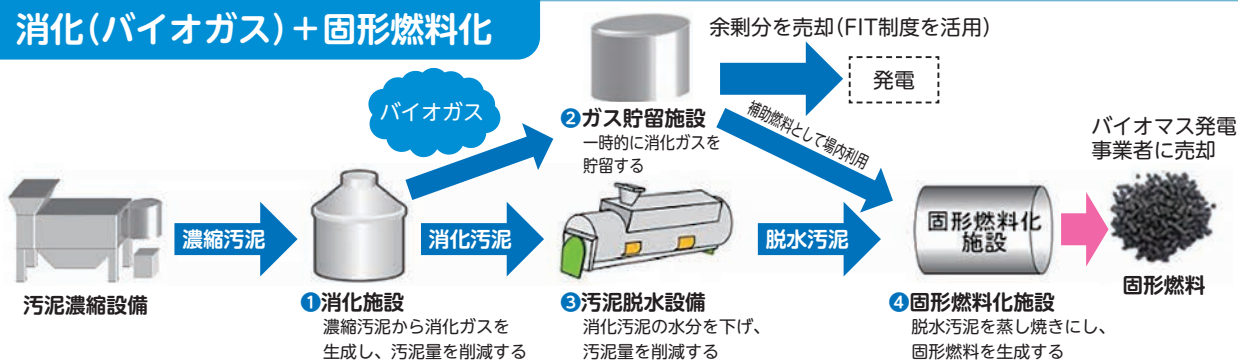 消化(バイオガス)+固形燃料化
余剰分を売却(FIT制度を活用)
発電
バイオガス
補助燃料として場内利用
❷ガス貯留施設
一時的に消化ガスを
貯留する
バイオマス発電
事業者に売却
濃縮汚泥
消化汚泥
脱水汚泥
固形燃料化
施設
汚泥濃縮設備
❶消化施設
濃縮汚泥から消化ガスを
生成し、汚泥量を削減する
❸汚泥脱水設備
消化汚泥の水分を下げ、
汚泥量を削減する
❹固形燃料化施設
脱水汚泥を蒸し焼きにし、
固形燃料を生成する
固形燃料